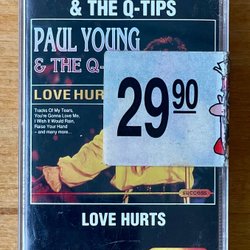 & THE Q-TIPS
PAUL YOUNG
& THE Q-
LOVE HUR
Tracks Of My Tears,
You're Gonna Love Me,
I Wish It Would Rain,
Raise Your Hand
– and many more...
29 90
SUCCESS
LOVE HURTS